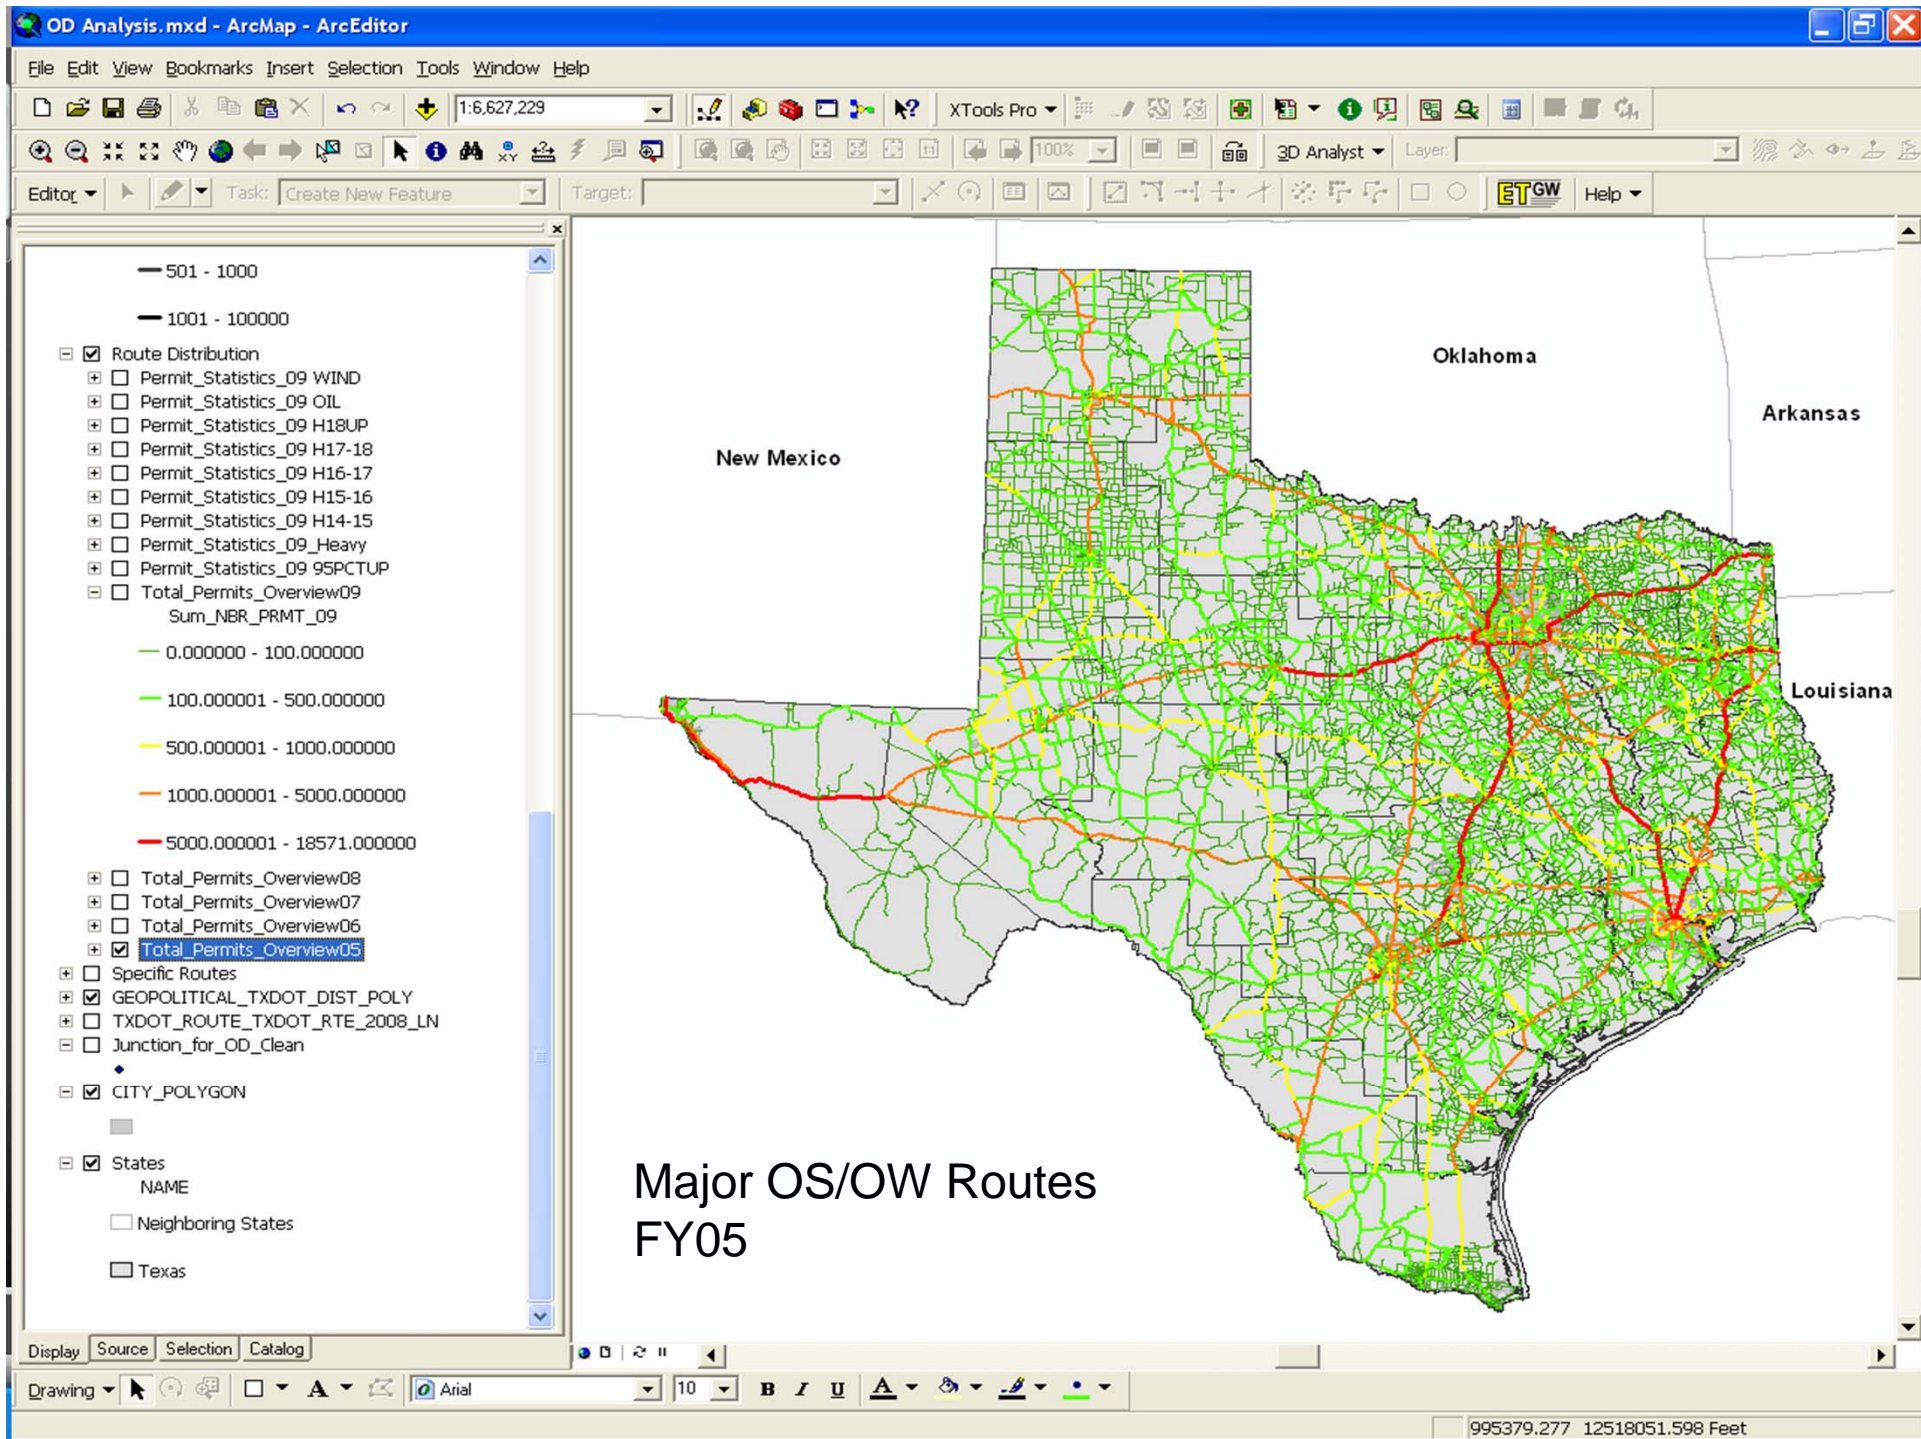 OD Analysis.mxd - ArcMap - ArcEditor
File Edit View Bookmarks Insert Selection Tools Window Help
1:6,627,229
XTools Pro
100%
3D Analyst
Layer:
Editor
Task: Create New Feature
Target:
ETGW
Help
501 - 1000
1001 - 100000
Route Distribution
Permit_Statistics_09 WIND
Permit_Statistics_09 OIL
Permit_Statistics_09 H18UP
Permit_Statistics_09 H17-18
Permit_Statistics_09 H16-17
Permit_Statistics_09 H15-16
Permit_Statistics_09 H14-15
Permit_Statistics_09_Heavy
Permit_Statistics_09 95PCTUP
Total_Permits_Overview09
Sum_NBR_PRMT_09
0.000000 - 100.000000
100.000001 - 500.000000
500.000001 - 1000.000000
1000.000001 - 5000.000000
5000.000001 - 18571.000000
Total_Permits_Overview08
Total_Permits_Overview07
Total_Permits_Overview06
Total_Permits_Overview05
Specific Routes
GEOPOLITICAL_TXDOT_DIST_POLY
TXDOT_ROUTE_TXDOT_RTE_2008_LN
Junction_for_OD_Clean
CITY_POLYGON
States
NAME
Neighboring States
Texas
Display Source Selection Catalog
Oklahoma
Arkansas
New Mexico
Louisiana
Major OS/OW Routes
FY05
Drawing
A
Arial
10
B I U A
995379.277 12518051.598 Feet